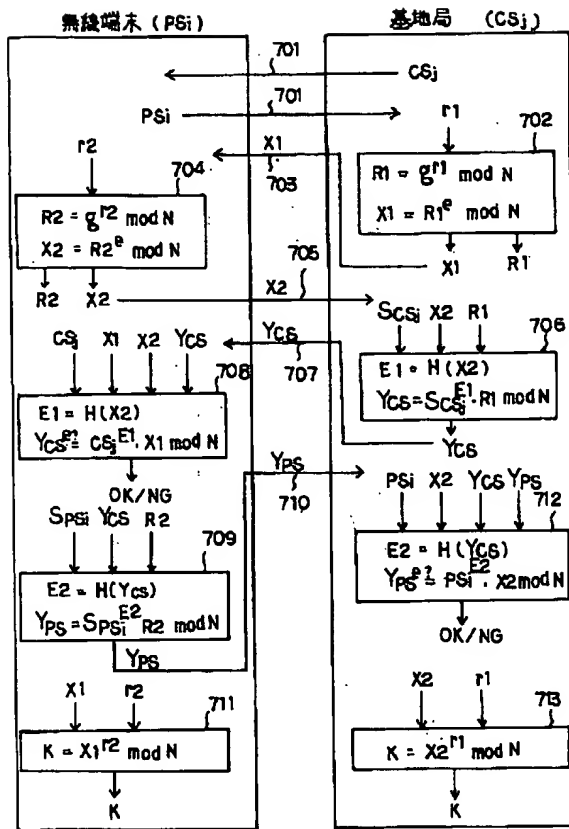 無線端末 (PSi)
基地局 (CSj)
701
CSj
PSi
701
r1
702
R1 = g^r1 mod N
X1 = R1^e mod N
X1
R1
X1
703
r2
704
R2 = g^r2 mod N
X2 = R2^e mod N
R2
X2
705
X2
SCSj X2 R1
706
E1 = H(X2)
YCS = SCSj^E1 · R1 mod N
YCS
YCS
707
CSj X1 X2 YCS
708
E1 = H(X2)
YCS^e ?= CSj^E1 · X1 mod N
OK/NG
SPSi YCS R2
709
E2 = H(YCS)
YPS = SPSi^E2 R2 mod N
YPS
YPS
710
PSi X2 YCS YPS
712
E2 = H(YCS)
YPS^e ?= PSi^E2 · X2 mod N
OK/NG
X1 r2
711
K = X1^r2 mod N
K
X2 r1
713
K = X2^r1 mod N
K